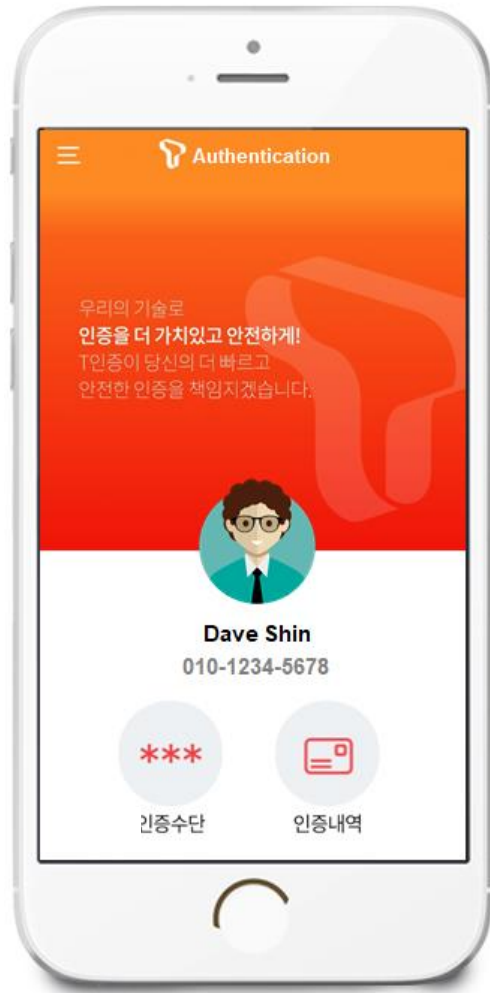 Authentication
우리의 기술로
인증을 더 가치있고 안전하게!
T인증이 당신의 더 빠르고
안전한 인증을 책임지겠습니다.
Dave Shin
010-1234-5678
***
인증수단
인증내역